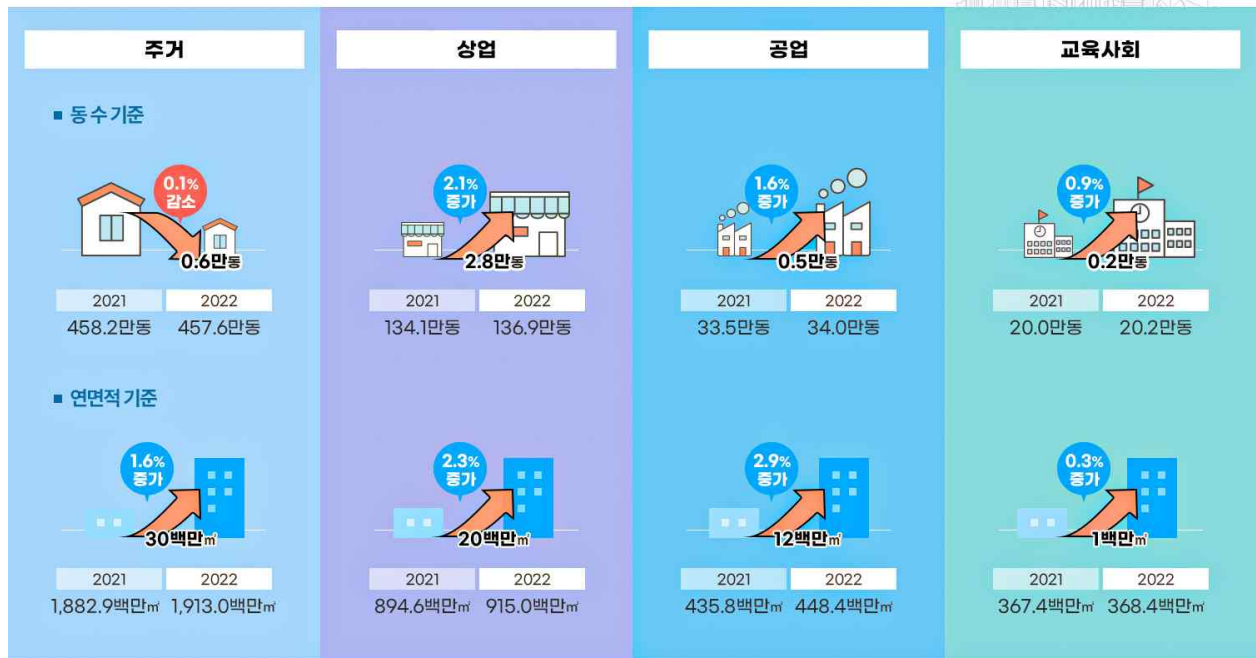 주거
상업
공업
교육사회
■ 동수 기준
0.1%
감소
0.6만동
2.1%
증가
2.8만동
1.6%
증가
0.5만동
0.9%
증가
0.2만동
2021 2022
458.2만동 457.6만동
2021 2022
134.1만동 136.9만동
2021 2022
33.5만동 34.0만동
2021 2022
20.0만동 20.2만동
■ 연면적 기준
1.6%
증가
30백만㎡
2.3%
증가
20백만㎡
2.9%
증가
12백만㎡
0.3%
증가
1백만㎡
2021 2022
1,882.9백만㎡ 1,913.0백만㎡
2021 2022
894.6백만㎡ 915.0백만㎡
2021 2022
435.8백만㎡ 448.4백만㎡
2021 2022
367.4백만㎡ 368.4백만㎡